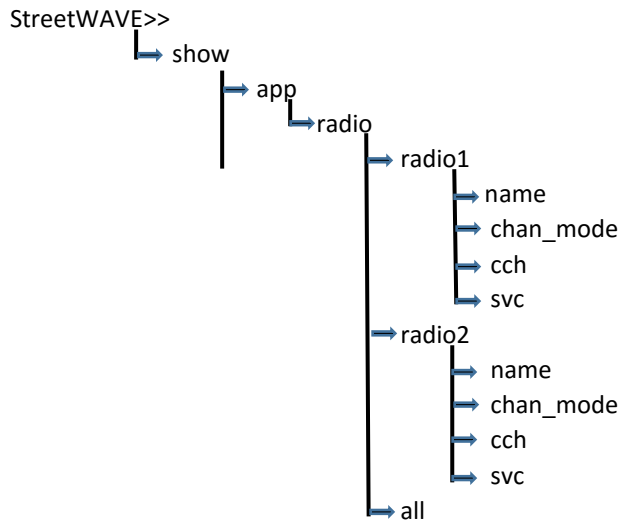 StreetWAVE>>
show
app
radio
radio1
name
chan_mode
cch
svc
radio2
name
chan_mode
cch
svc
all